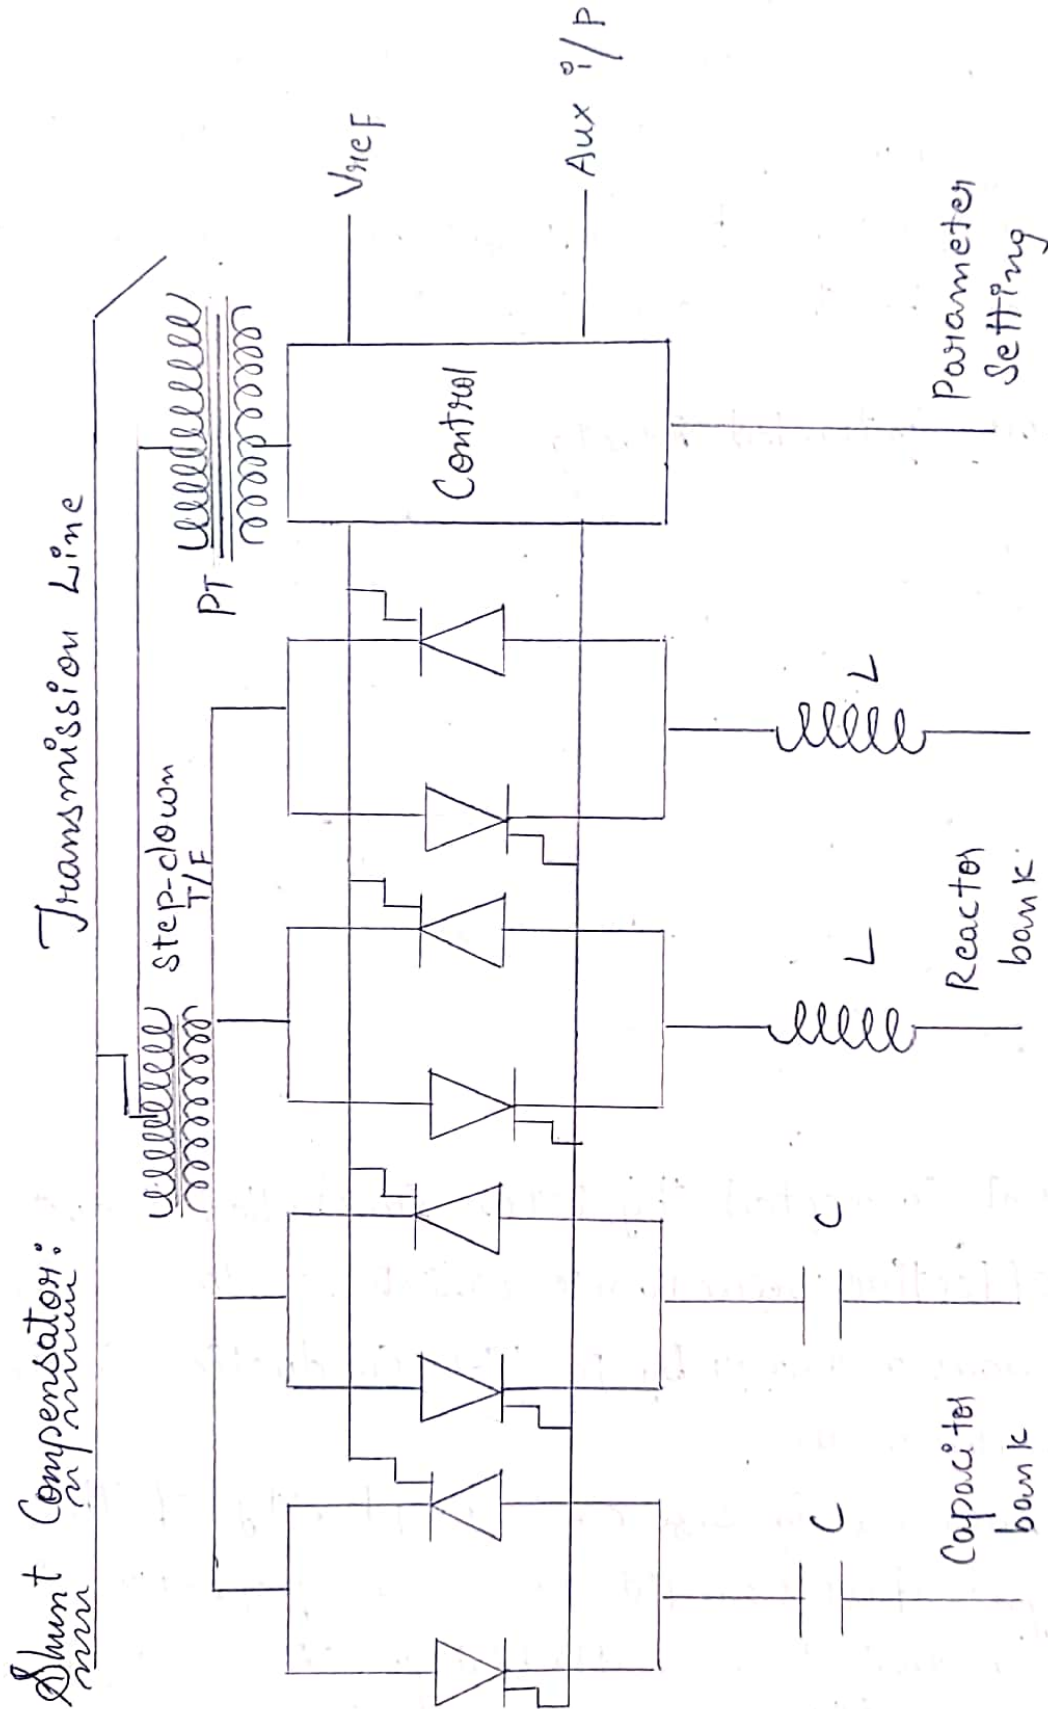 Shunt Compensator:
Transmission Line
Step-down
T/F
PT
Control
Vref
Aux i/P
C
C
L
L
Capacitor
bank
Reactor
bank
Parameter
Setting